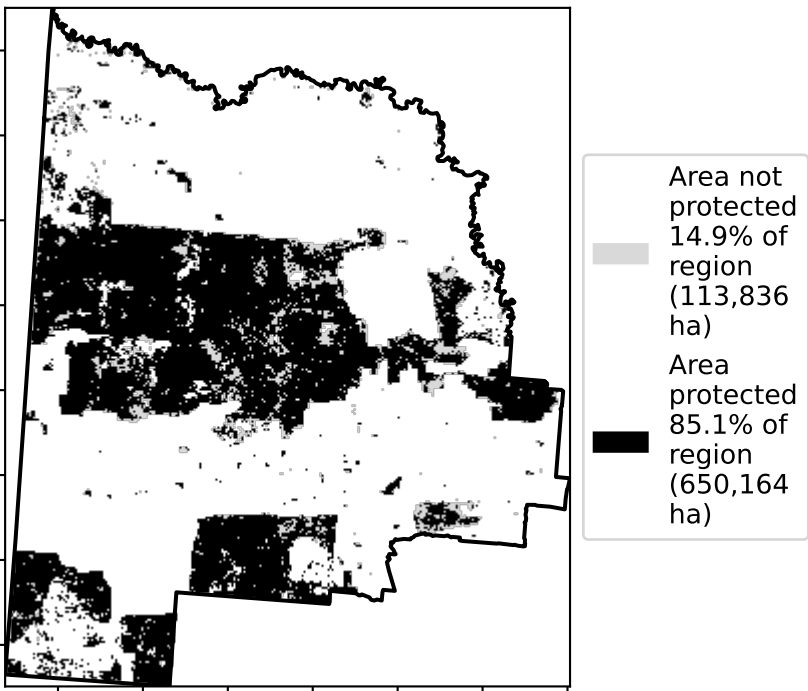 Area not
protected
14.9% of
region
(113,836
ha)
Area
protected
85.1% of
region
(650,164
ha)